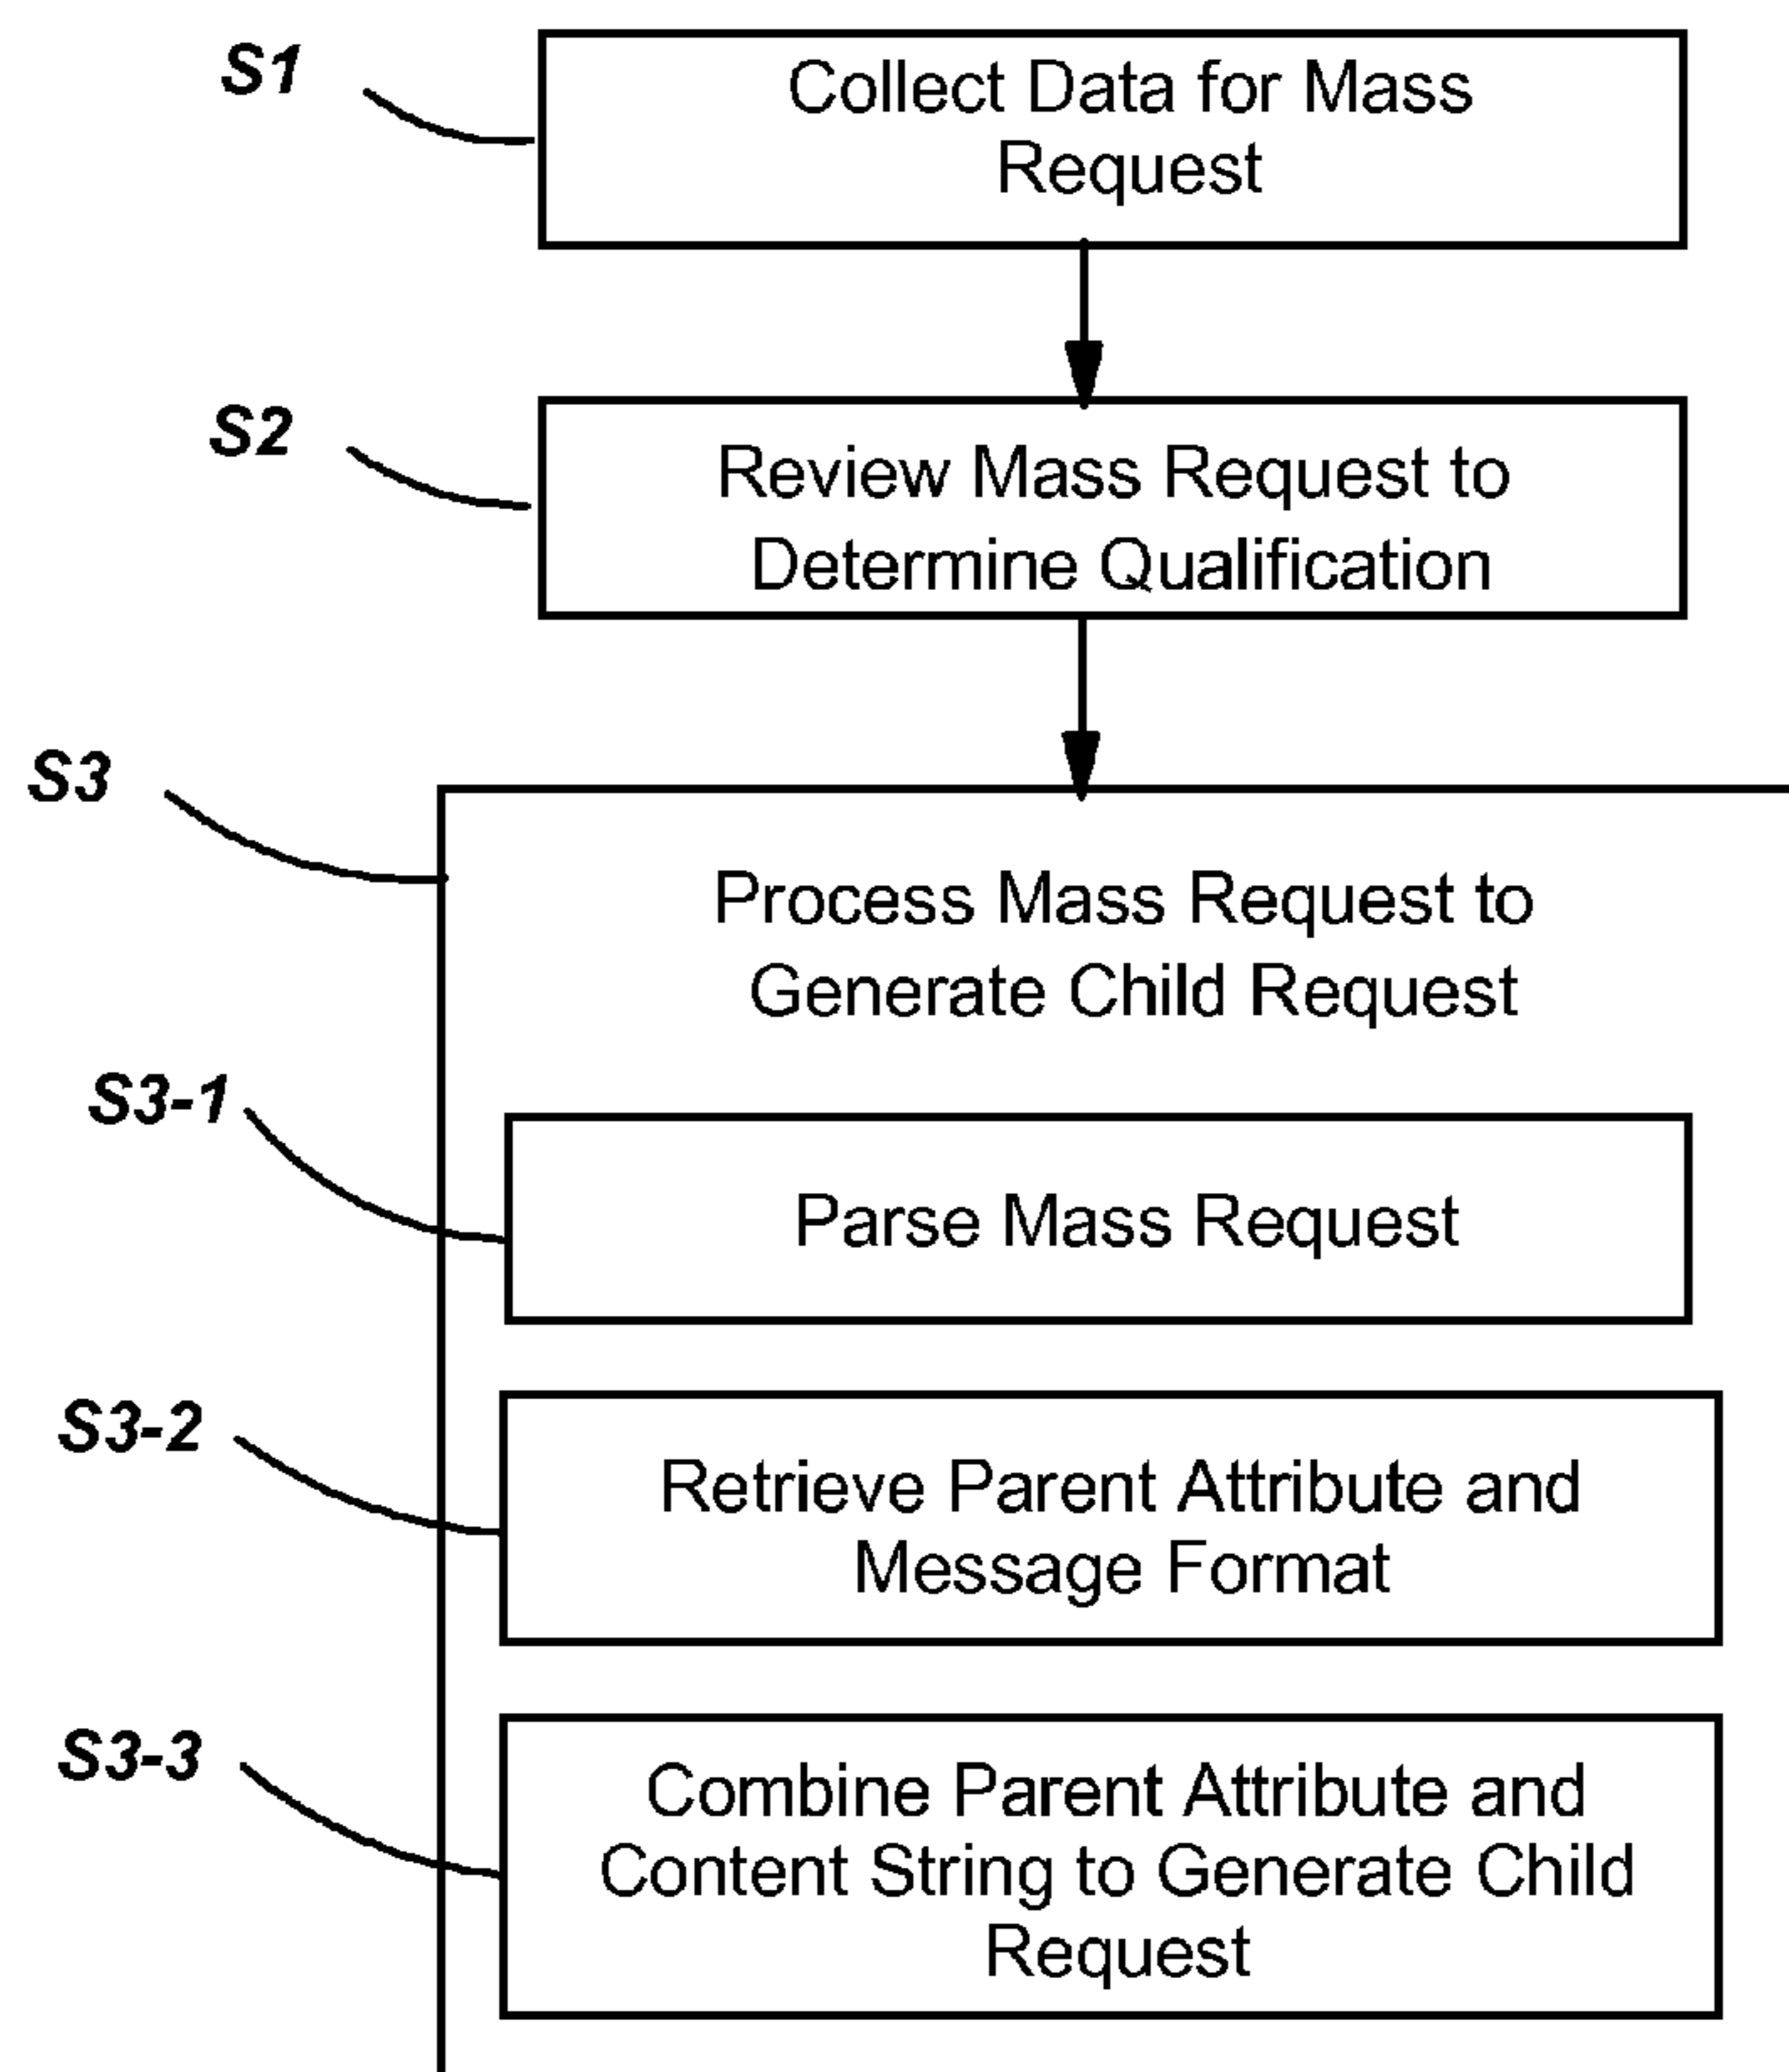 S1
Collect Data for Mass
Request
S2
Review Mass Request to
Determine Qualification
S3
Process Mass Request to
Generate Child Request
S3-1
Parse Mass Request
S3-2
Retrieve Parent Attribute and
Message Format
S3-3
Combine Parent Attribute and
Content String to Generate Child
Request